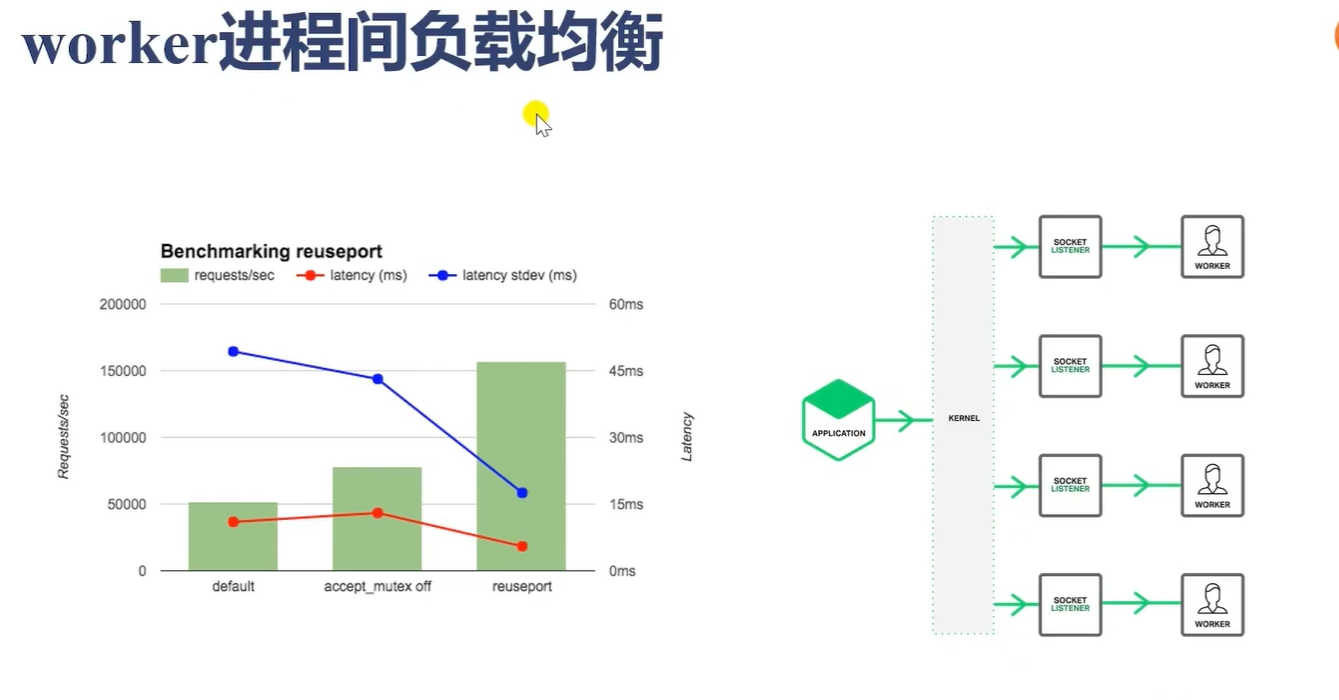 worker进程间负载均衡
Benchmarking reuseport
requests/sec latency (ms) latency stdev (ms)
200000
150000
100000
50000
0
Requests/sec
60ms
45ms
30ms
15ms
0ms
Latency
default accept_mutex off reuseport
APPLICATION
KERNEL
SOCKET
LISTENER
WORKER
SOCKET
LISTENER
WORKER
SOCKET
LISTENER
WORKER
SOCKET
LISTENER
WORKER